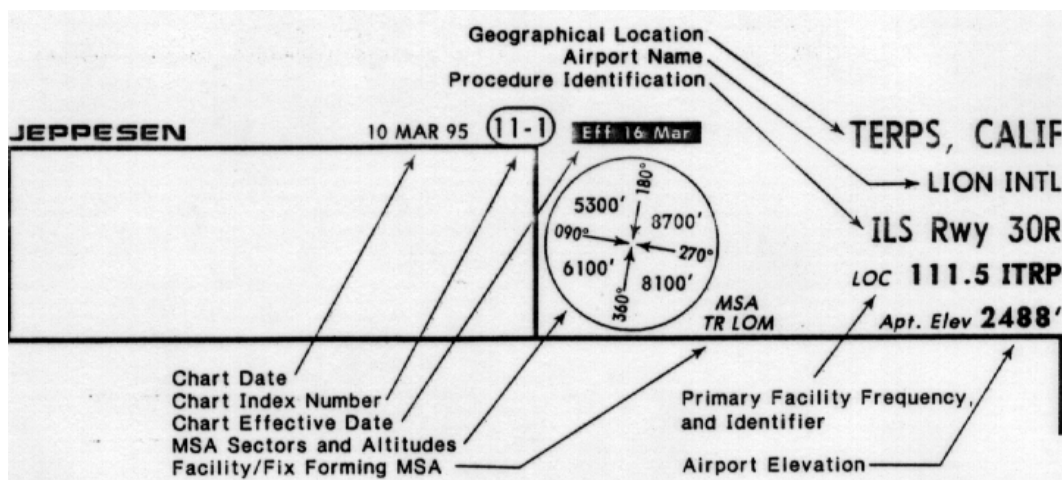 Geographical Location
Airport Name
Procedure Identification
JEPPESEN
10 MAR 95
11-1
Eff 16 Mar
TERPS, CALIF
LION INTL
ILS Rwy 30R
LOC 111.5 ITRP
Apt. Elev 2488'
180°
5300'
8700'
090°
270°
6100'
8100'
360°
MSA
TR LOM
Chart Date
Chart Index Number
Chart Effective Date
MSA Sectors and Altitudes
Facility/Fix Forming MSA
Primary Facility Frequency,
and Identifier
Airport Elevation